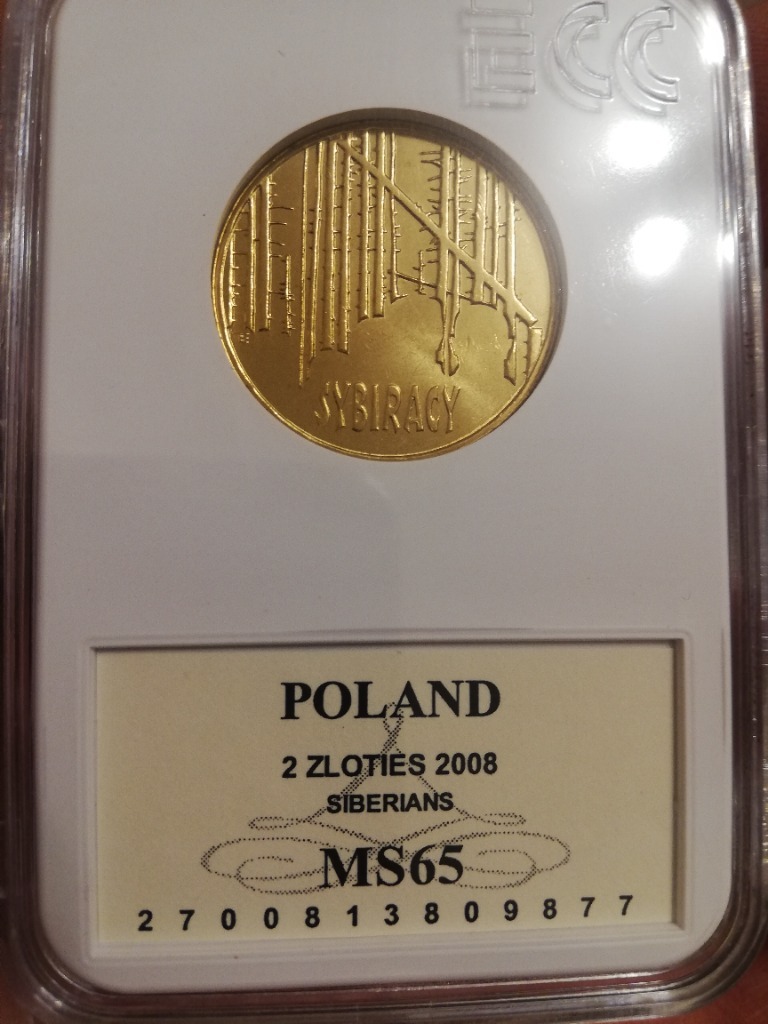 SYBIRACY
POLAND
2 ZLOTIES 2008
SIBERIANS
MS65
2700813809877